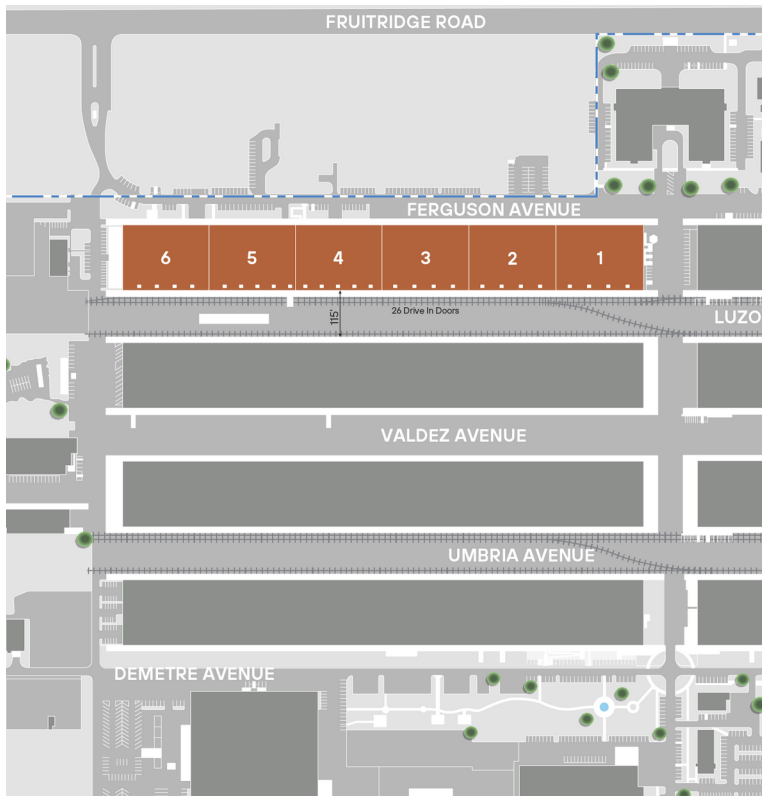 FRUITRIDGE ROAD
FERGUSON AVENUE
6 5 4 3 2 1
26 Drive In Doors
115'
LUZO
VALDEZ AVENUE
UMBRIA AVENUE
DEMETRE AVENUE